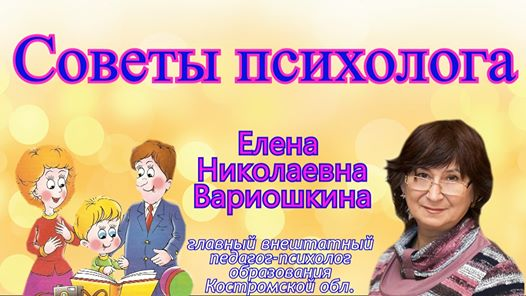 Советы психолога
Елена
Николаевна
Вариошкина
главный внештатный
педагог-психолог
образования
Костромской обл.